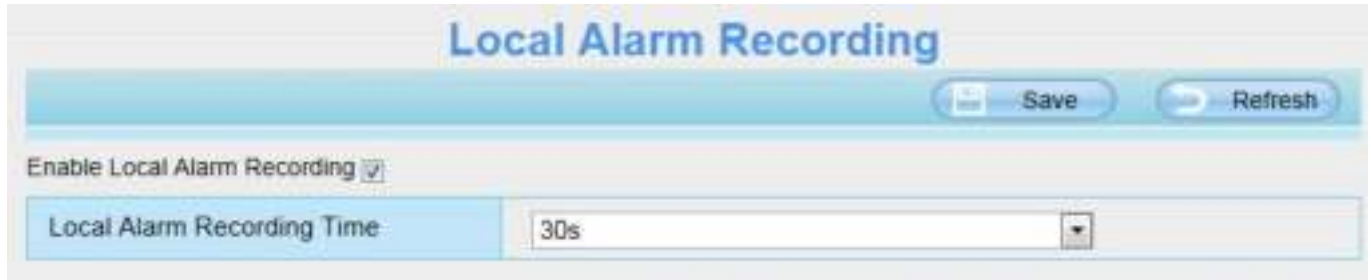 Local Alarm Recording
Save Refresh
Enable Local Alarm Recording
Local Alarm Recording Time 30s